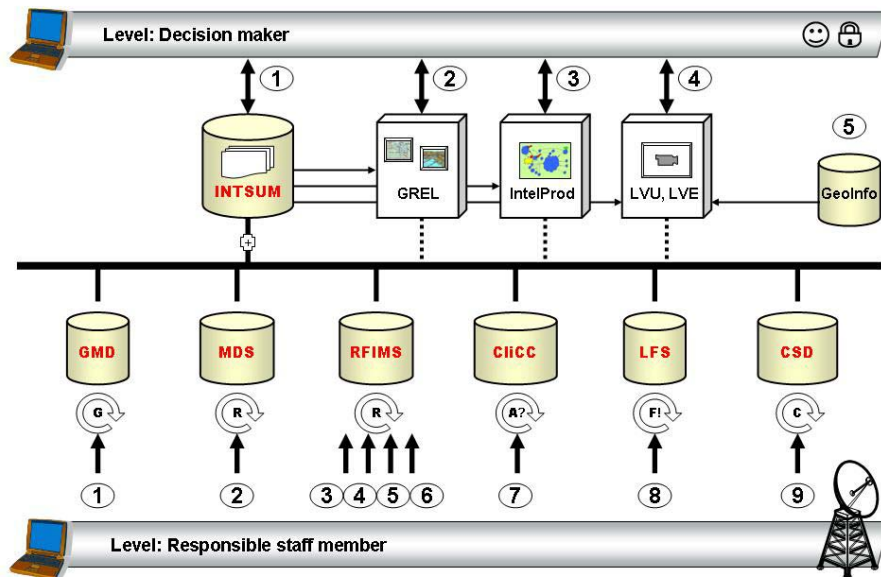 Level: Decision maker
1 2 3 4
5
INTSUM GREL IntelProd LVU, LVE GeoInfo
GMD MDS RFIMS CliCC LFS CSD
G R R A? F! C
1 2 3 4 5 6 7 8 9
Level: Responsible staff member